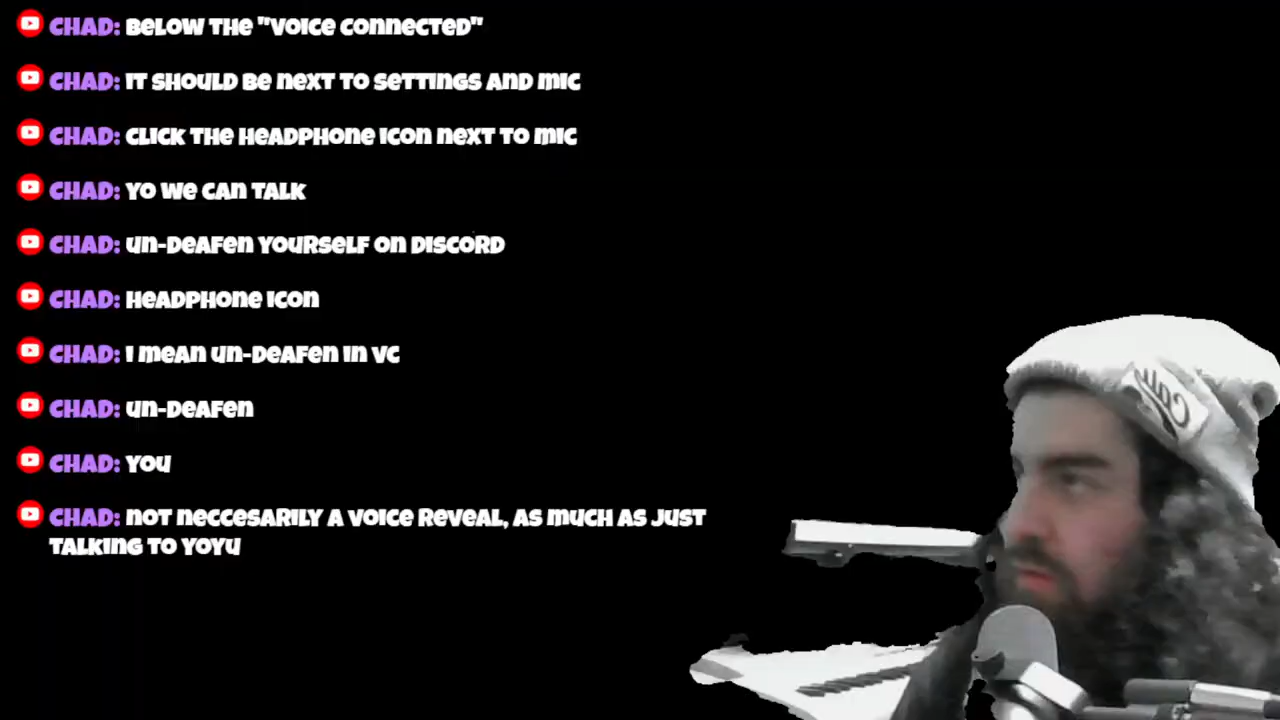 CHAD: BELOW THE "VOICE CONNECTED"
CHAD: IT SHOULD BE NEXT TO SETTINGS AND MIC
CHAD: CLICK THE HEADPHONE ICON NEXT TO MIC
CHAD: YO WE CAN TALK
CHAD: UN-DEAFEN YOURSELF ON DISCORD
CHAD: HEADPHONE ICON
CHAD: I MEAN UN-DEAFEN IN VC
CHAD: UN-DEAFEN
CHAD: YOU
CHAD: NOT NECCESARILY A VOICE REVEAL, AS MUCH AS JUST
TALKING TO YOYU